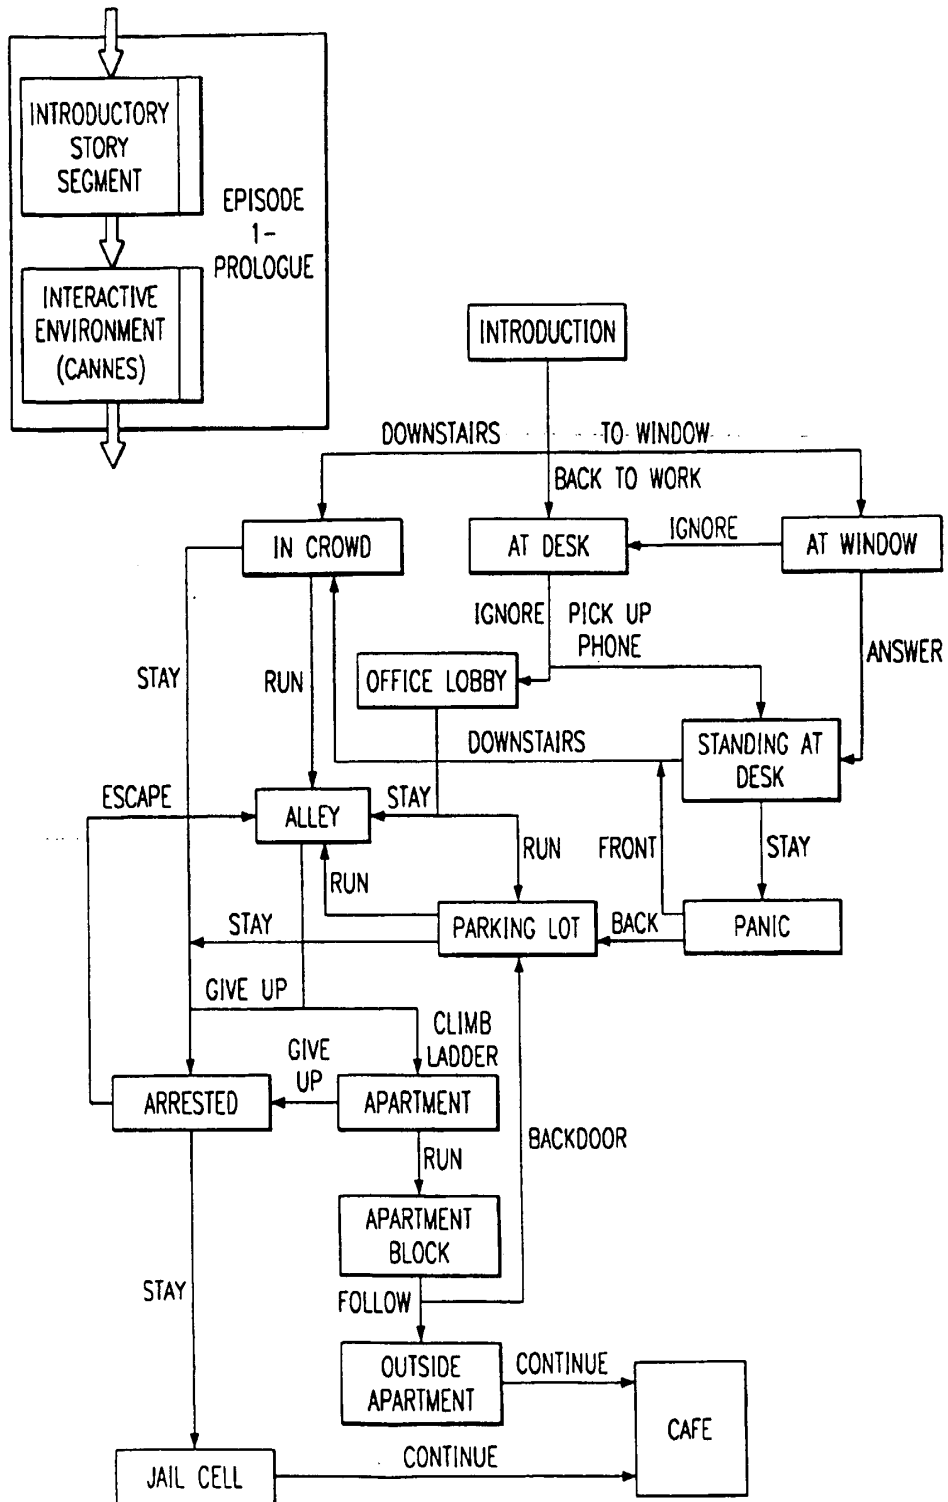 INTRODUCTORY
STORY
SEGMENT
EPISODE
1-
PROLOGUE
INTERACTIVE
ENVIRONMENT
(CANNES)
INTRODUCTION
DOWNSTAIRS
TO WINDOW
BACK TO WORK
IN CROWD
AT DESK
IGNORE
AT WINDOW
IGNORE
PICK UP
PHONE
ANSWER
STAY
RUN
OFFICE LOBBY
DOWNSTAIRS
STANDING AT
DESK
ESCAPE
ALLEY
STAY
RUN
FRONT
STAY
RUN
STAY
PARKING LOT
BACK
PANIC
GIVE UP
CLIMB
LADDER
GIVE
UP
ARRESTED
APARTMENT
BACKDOOR
RUN
APARTMENT
BLOCK
STAY
FOLLOW
OUTSIDE
APARTMENT
CONTINUE
CAFE
JAIL CELL
CONTINUE